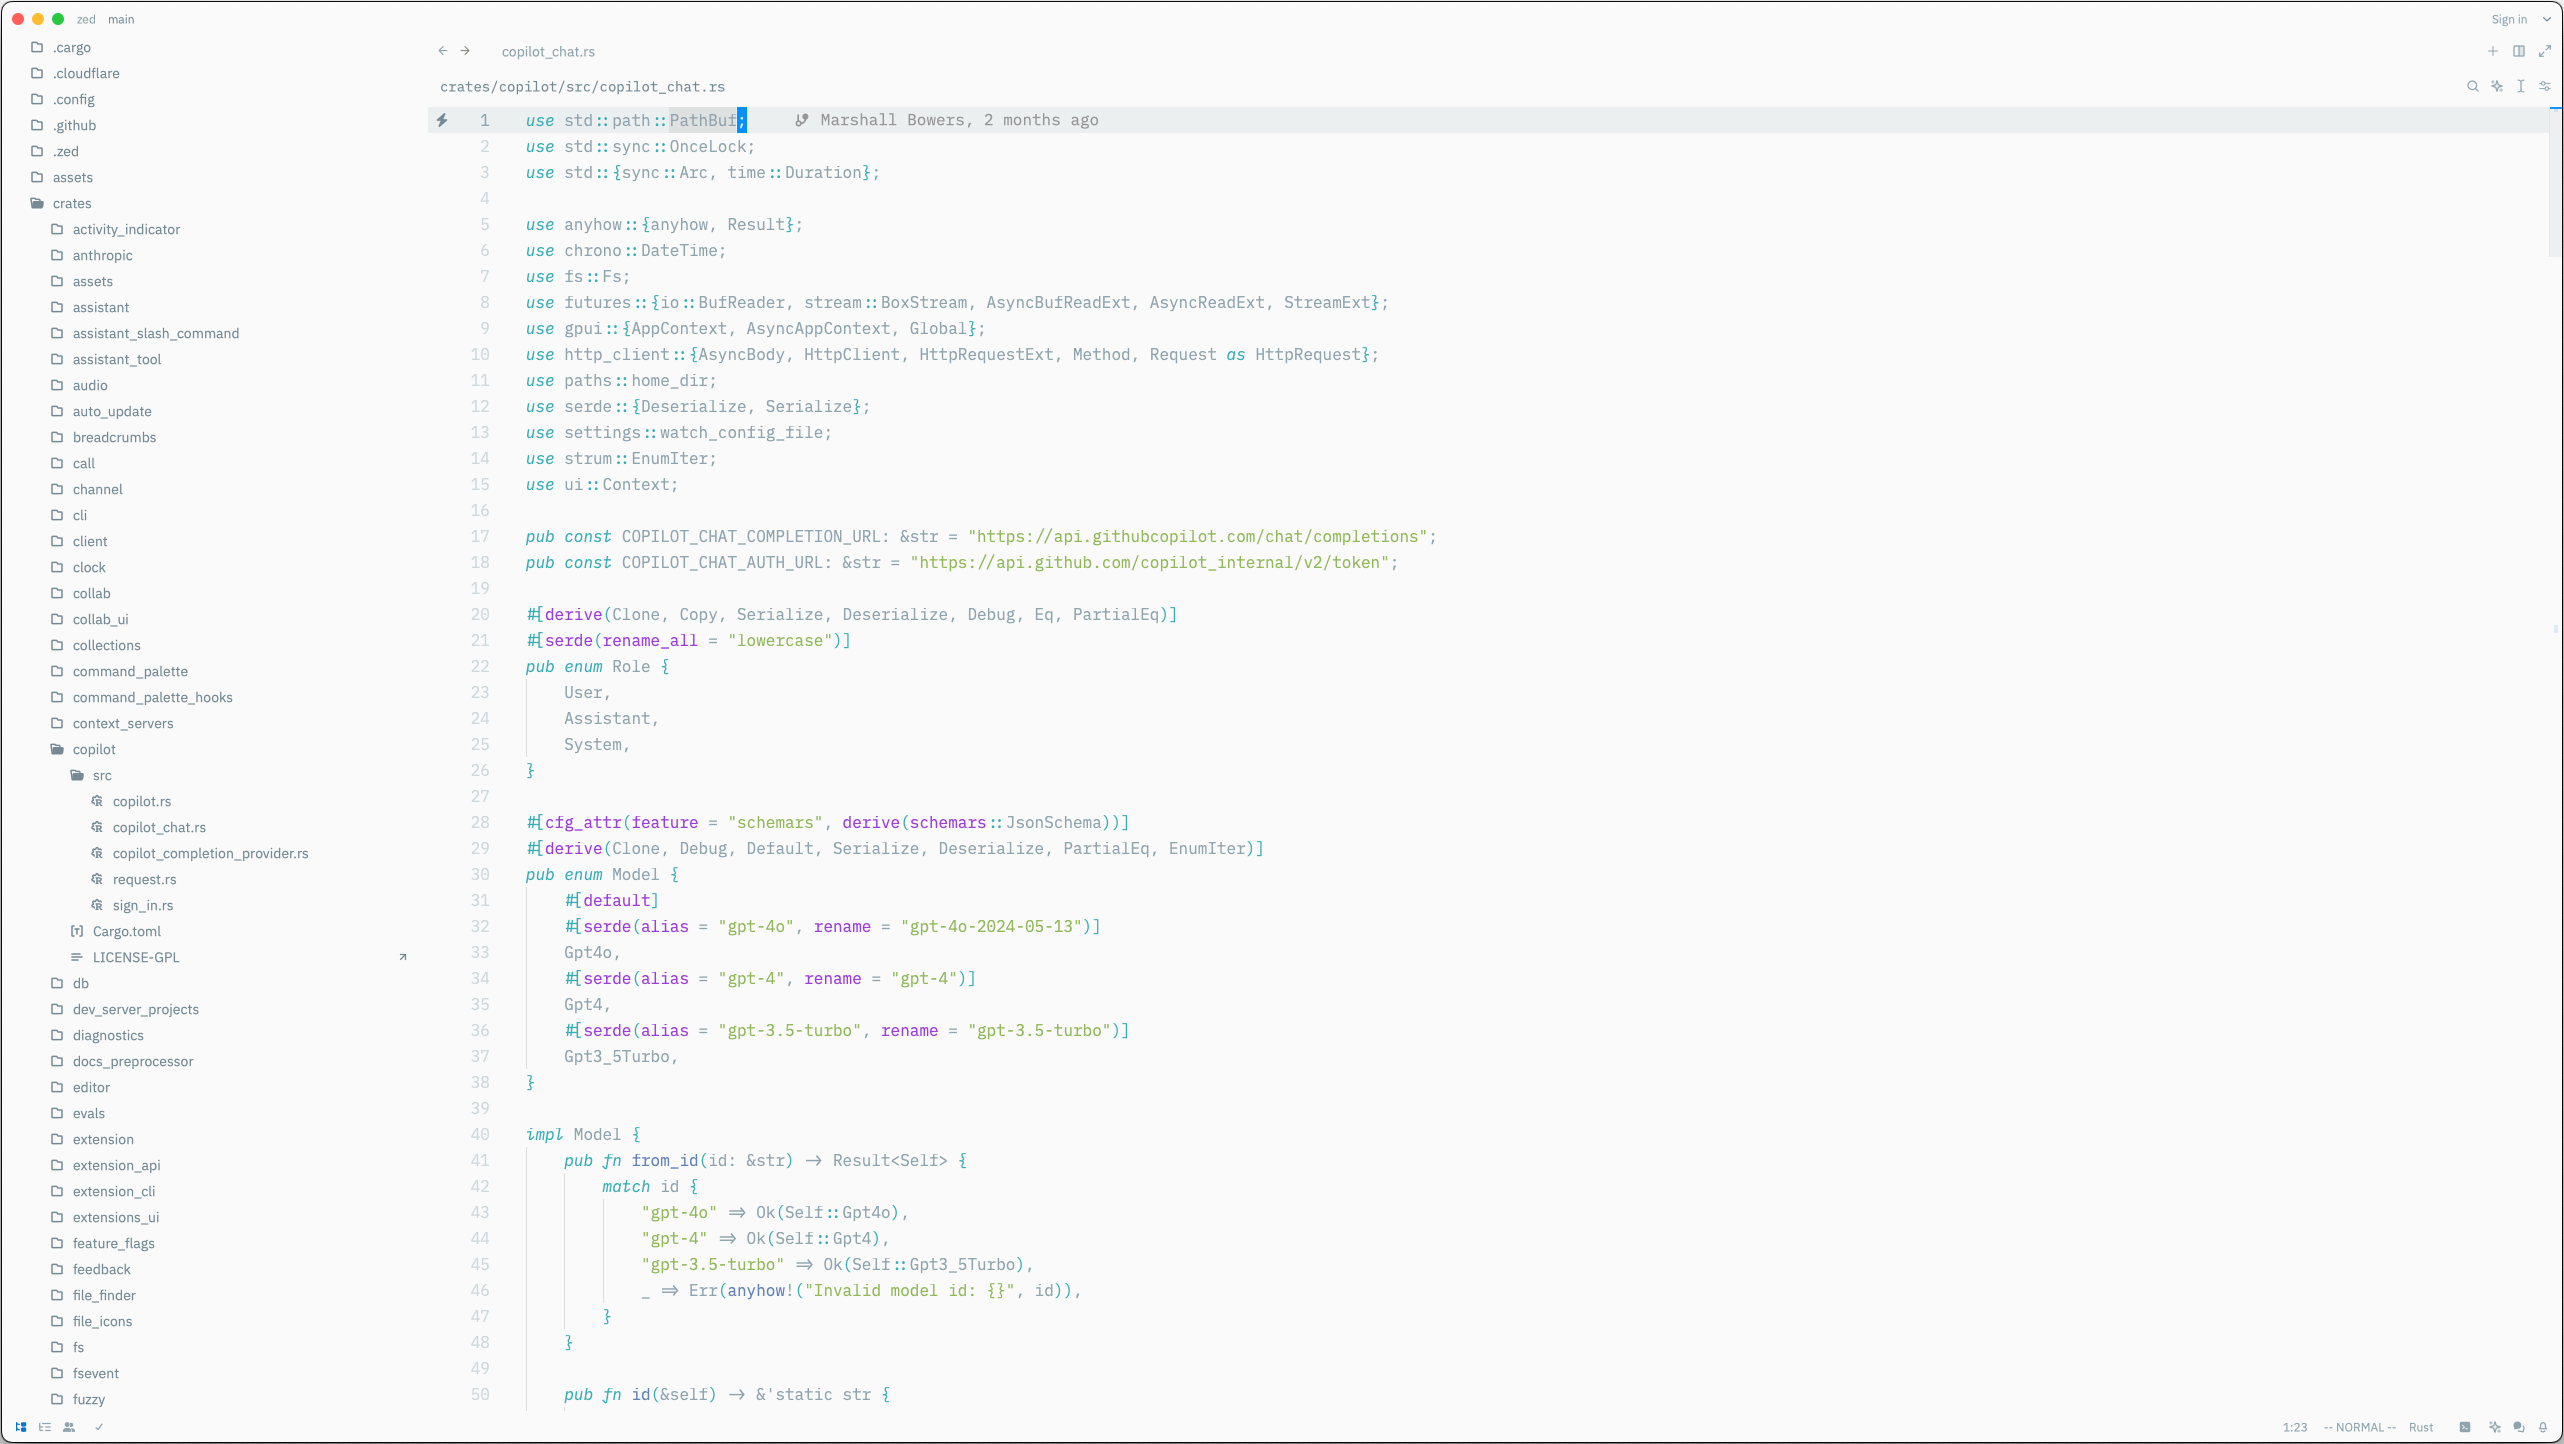 zed main
Sign in
.cargo
.cloudflare
.config
.github
.zed
assets
crates
activity_indicator
anthropic
assets
assistant
assistant_slash_command
assistant_tool
audio
auto_update
breadcrumbs
call
channel
cli
client
clock
collab
collab_ui
collections
command_palette
command_palette_hooks
context_servers
copilot
src
copilot.rs
copilot_chat.rs
copilot_completion_provider.rs
request.rs
sign_in.rs
Cargo.toml
LICENSE-GPL
db
dev_server_projects
diagnostics
docs_preprocessor
editor
evals
extension
extension_api
extension_cli
extensions_ui
feature_flags
feedback
file_finder
file_icons
fs
fsevent
fuzzy
copilot_chat.rs
crates/copilot/src/copilot_chat.rs
1 use std::path::PathBuf; Marshall Bowers, 2 months ago
2 use std::sync::OnceLock;
3 use std::{sync::Arc, time::Duration};
4
5 use anyhow::{anyhow, Result};
6 use chrono::DateTime;
7 use fs::Fs;
8 use futures::{io::BufReader, stream::BoxStream, AsyncBufReadExt, AsyncReadExt, StreamExt};
9 use gpui::{AppContext, AsyncAppContext, Global};
10 use http_client::{AsyncBody, HttpClient, HttpRequestExt, Method, Request as HttpRequest};
11 use paths::home_dir;
12 use serde::{Deserialize, Serialize};
13 use settings::watch_config_file;
14 use strum::EnumIter;
15 use ui::Context;
16
17 pub const COPILOT_CHAT_COMPLETION_URL: &str = "https://api.githubcopilot.com/chat/completions";
18 pub const COPILOT_CHAT_AUTH_URL: &str = "https://api.github.com/copilot_internal/v2/token";
19
20 #[derive(Clone, Copy, Serialize, Deserialize, Debug, Eq, PartialEq)]
21 #[serde(rename_all = "lowercase")]
22 pub enum Role {
23     User,
24     Assistant,
25     System,
26 }
27
28 #[cfg_attr(feature = "schemars", derive(schemars::JsonSchema))]
29 #[derive(Clone, Debug, Default, Serialize, Deserialize, PartialEq, EnumIter)]
30 pub enum Model {
31     #[default]
32     #[serde(alias = "gpt-4o", rename = "gpt-4o-2024-05-13")]
33     Gpt4o,
34     #[serde(alias = "gpt-4", rename = "gpt-4")]
35     Gpt4,
36     #[serde(alias = "gpt-3.5-turbo", rename = "gpt-3.5-turbo")]
37     Gpt3_5Turbo,
38 }
39
40 impl Model {
41     pub fn from_id(id: &str) -> Result<Self> {
42         match id {
43             "gpt-4o" => Ok(Self::Gpt4o),
44             "gpt-4" => Ok(Self::Gpt4),
45             "gpt-3.5-turbo" => Ok(Self::Gpt3_5Turbo),
46             _ => Err(anyhow!("Invalid model id: {}", id)),
47         }
48     }
49
50     pub fn id(&self) -> &'static str {
1:23 -- NORMAL -- Rust